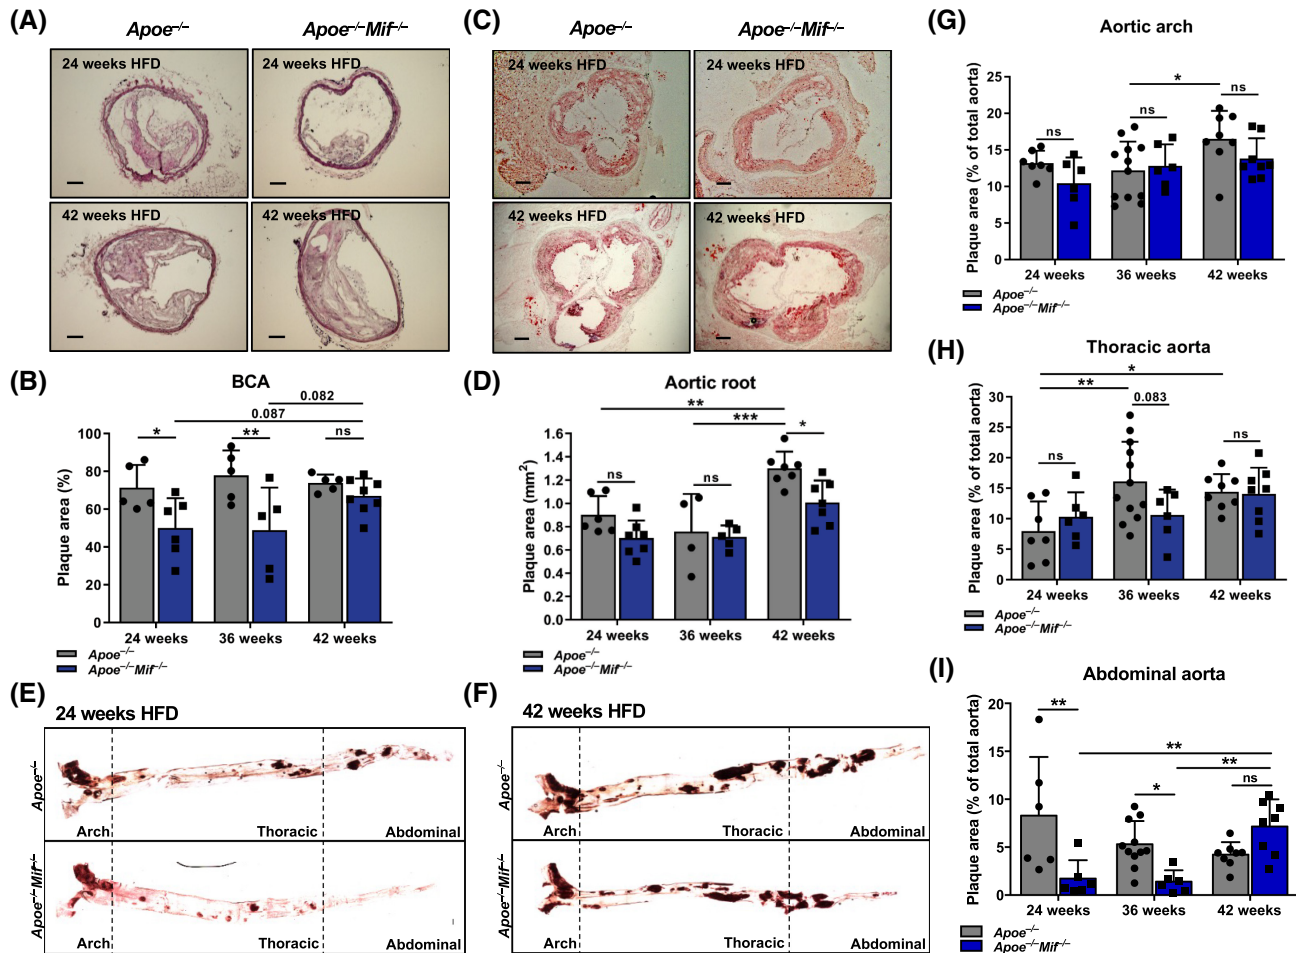 (A)
Apoe⁻/⁻
Apoe⁻/⁻Mif⁻/⁻
24 weeks HFD
24 weeks HFD
42 weeks HFD
42 weeks HFD
(B)
BCA
0.082
0.087
*
**
ns
Plaque area (%)
100
80
60
40
20
0
24 weeks
36 weeks
42 weeks
Apoe⁻/⁻
Apoe⁻/⁻Mif⁻/⁻
(C)
Apoe⁻/⁻
Apoe⁻/⁻Mif⁻/⁻
24 weeks HFD
24 weeks HFD
42 weeks HFD
42 weeks HFD
(D)
Aortic root
**
***
*
ns
ns
Plaque area (mm²)
1.6
1.4
1.2
1.0
0.8
0.6
0.4
0.2
0.0
24 weeks
36 weeks
42 weeks
Apoe⁻/⁻
Apoe⁻/⁻Mif⁻/⁻
(E)
24 weeks HFD
Apoe⁻/⁻
Arch
Thoracic
Abdominal
Apoe⁻/⁻Mif⁻/⁻
Arch
Thoracic
Abdominal
(F)
42 weeks HFD
Apoe⁻/⁻
Arch
Thoracic
Abdominal
Apoe⁻/⁻Mif⁻/⁻
Arch
Thoracic
Abdominal
(G)
Aortic arch
*
ns
ns
ns
Plaque area (% of total aorta)
25
20
15
10
5
0
24 weeks
36 weeks
42 weeks
Apoe⁻/⁻
Apoe⁻/⁻Mif⁻/⁻
(H)
Thoracic aorta
*
**
0.083
ns
ns
Plaque area (% of total aorta)
30
25
20
15
10
5
0
24 weeks
36 weeks
42 weeks
Apoe⁻/⁻
Apoe⁻/⁻Mif⁻/⁻
(I)
Abdominal aorta
**
**
**
*
ns
Plaque area (% of total aorta)
20
15
10
5
0
24 weeks
36 weeks
42 weeks
Apoe⁻/⁻
Apoe⁻/⁻Mif⁻/⁻